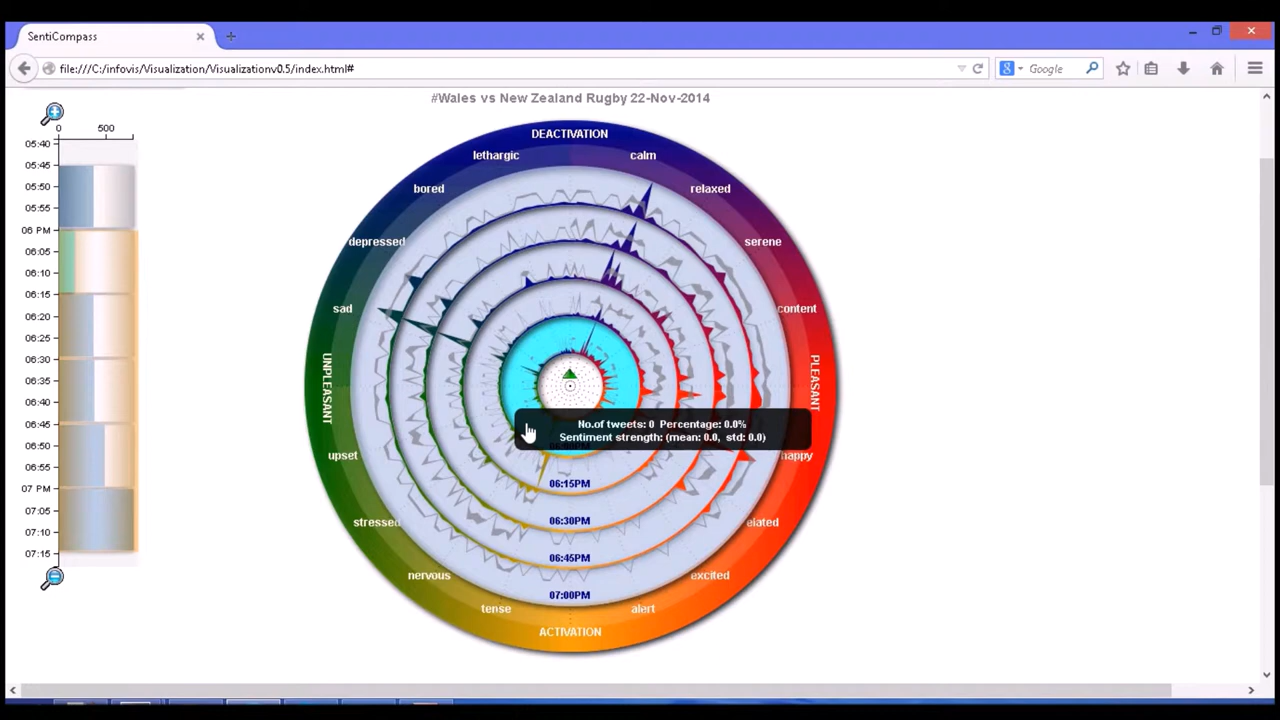 SentiCompass
file:///C:/infovis/Visualization/Visualizationv0.5/index.html#
Google
#Wales vs New Zealand Rugby 22-Nov-2014
0 500
05:40
05:45
05:50
05:55
06 PM
06:05
06:10
06:15
06:20
06:25
06:30
06:35
06:40
06:45
06:50
06:55
07 PM
07:05
07:10
07:15
DEACTIVATION
lethargic
calm
bored
relaxed
depressed
serene
sad
content
UNPLEASANT
PLEASANT
No.of tweets: 0 Percentage: 0.0%
Sentiment strength: (mean: 0.0, std: 0.0)
upset
happy
06:15PM
stressed
elated
06:30PM
06:45PM
nervous
excited
07:00PM
tense
alert
ACTIVATION